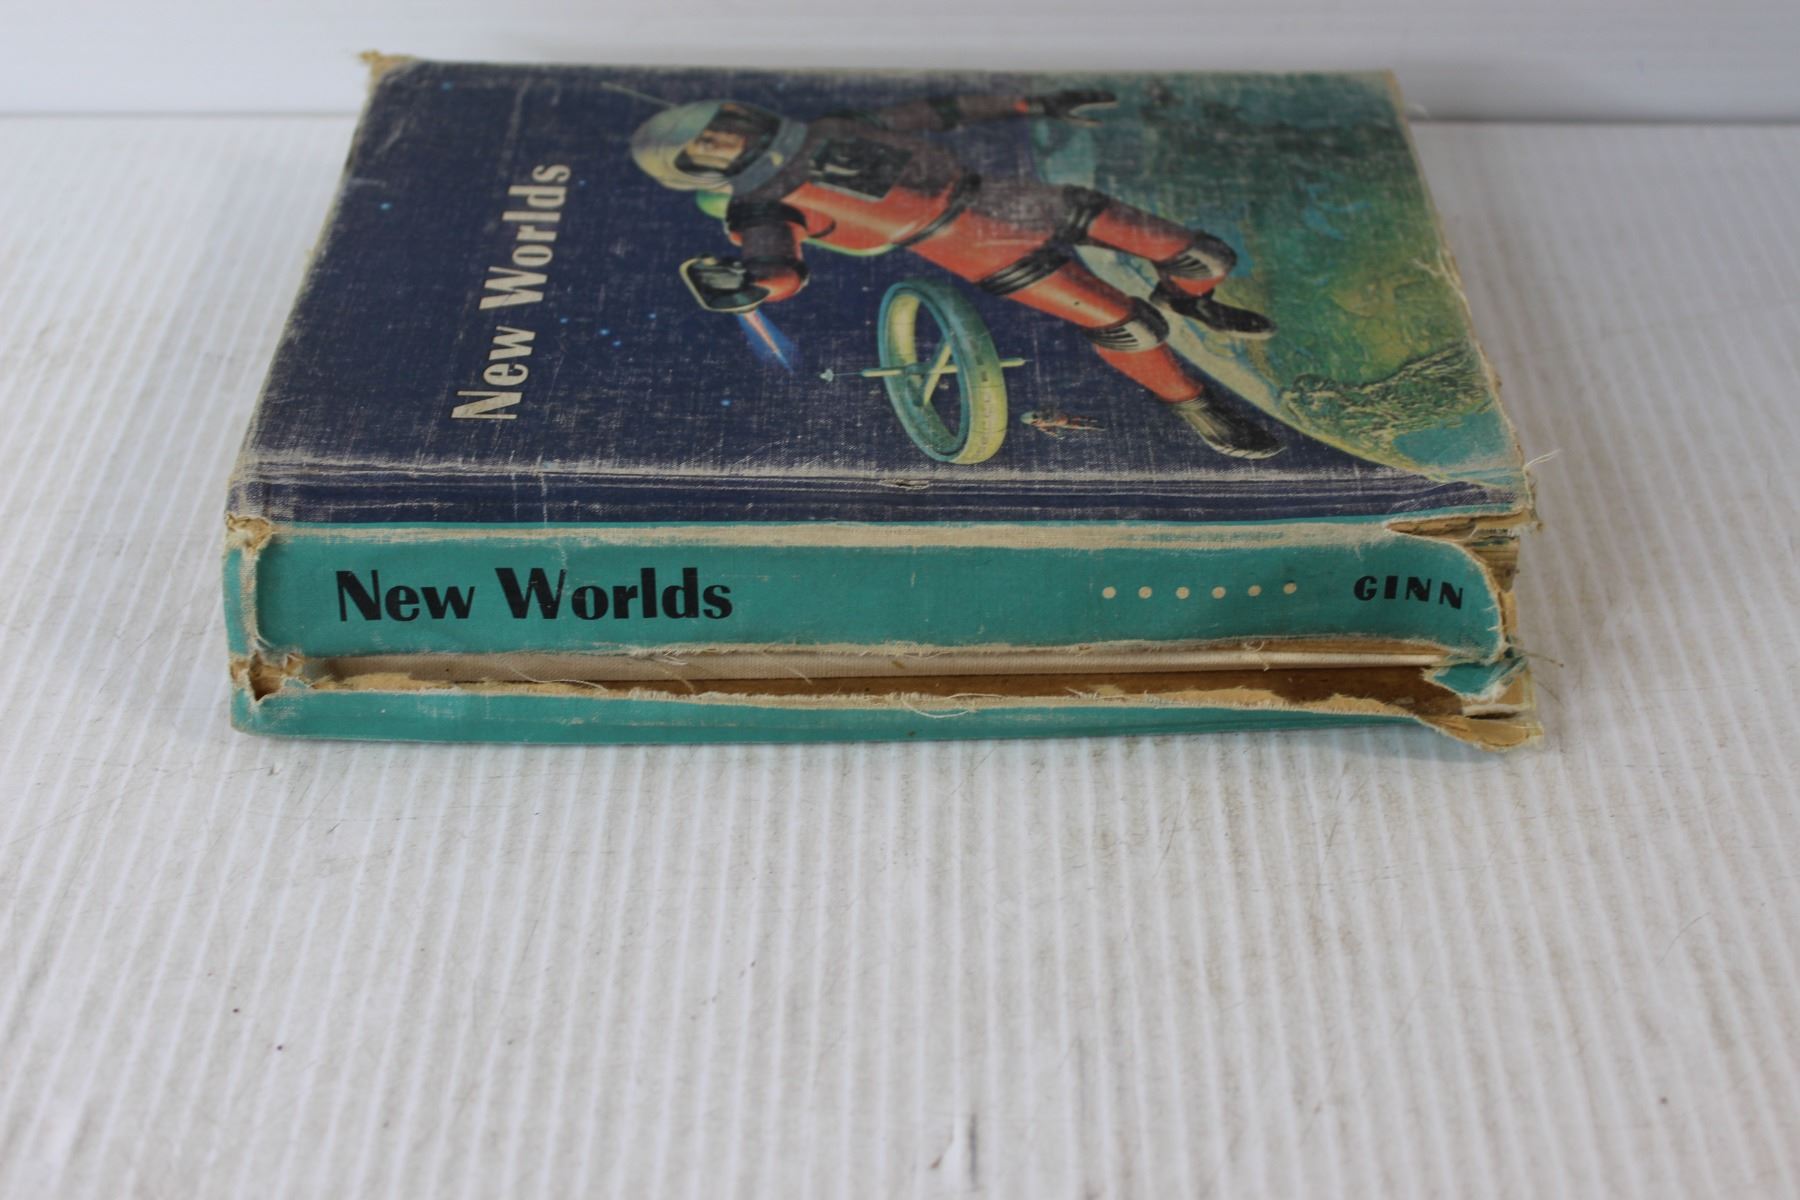 New Worlds
New Worlds . . . . . . GINN